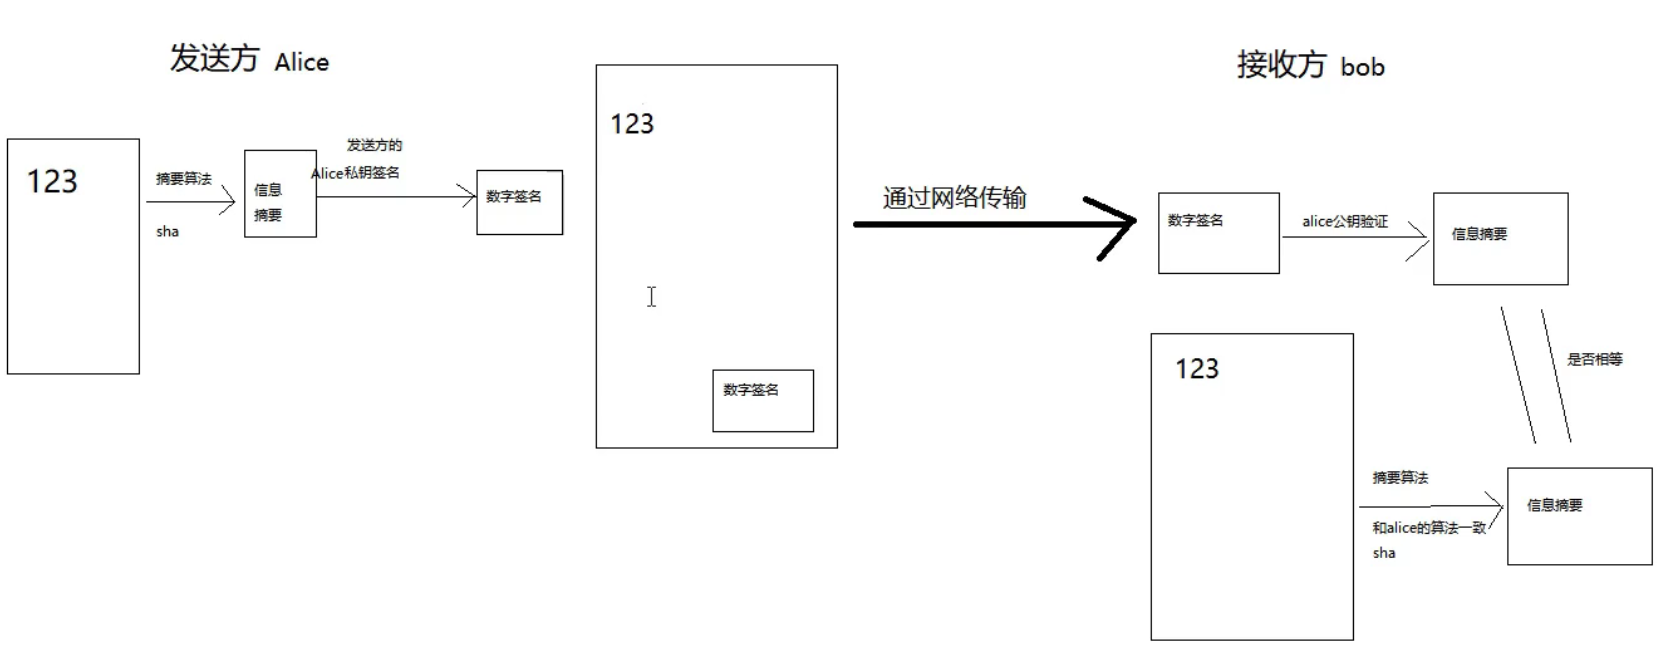 发送方 Alice
123
摘要算法
sha
信息
摘要
发送方的
Alice私钥签名
数字签名
123
数字签名
通过网络传输
接收方 bob
数字签名
alice公钥验证
信息摘要
是否相等
123
摘要算法
和alice的算法一致
sha
信息摘要